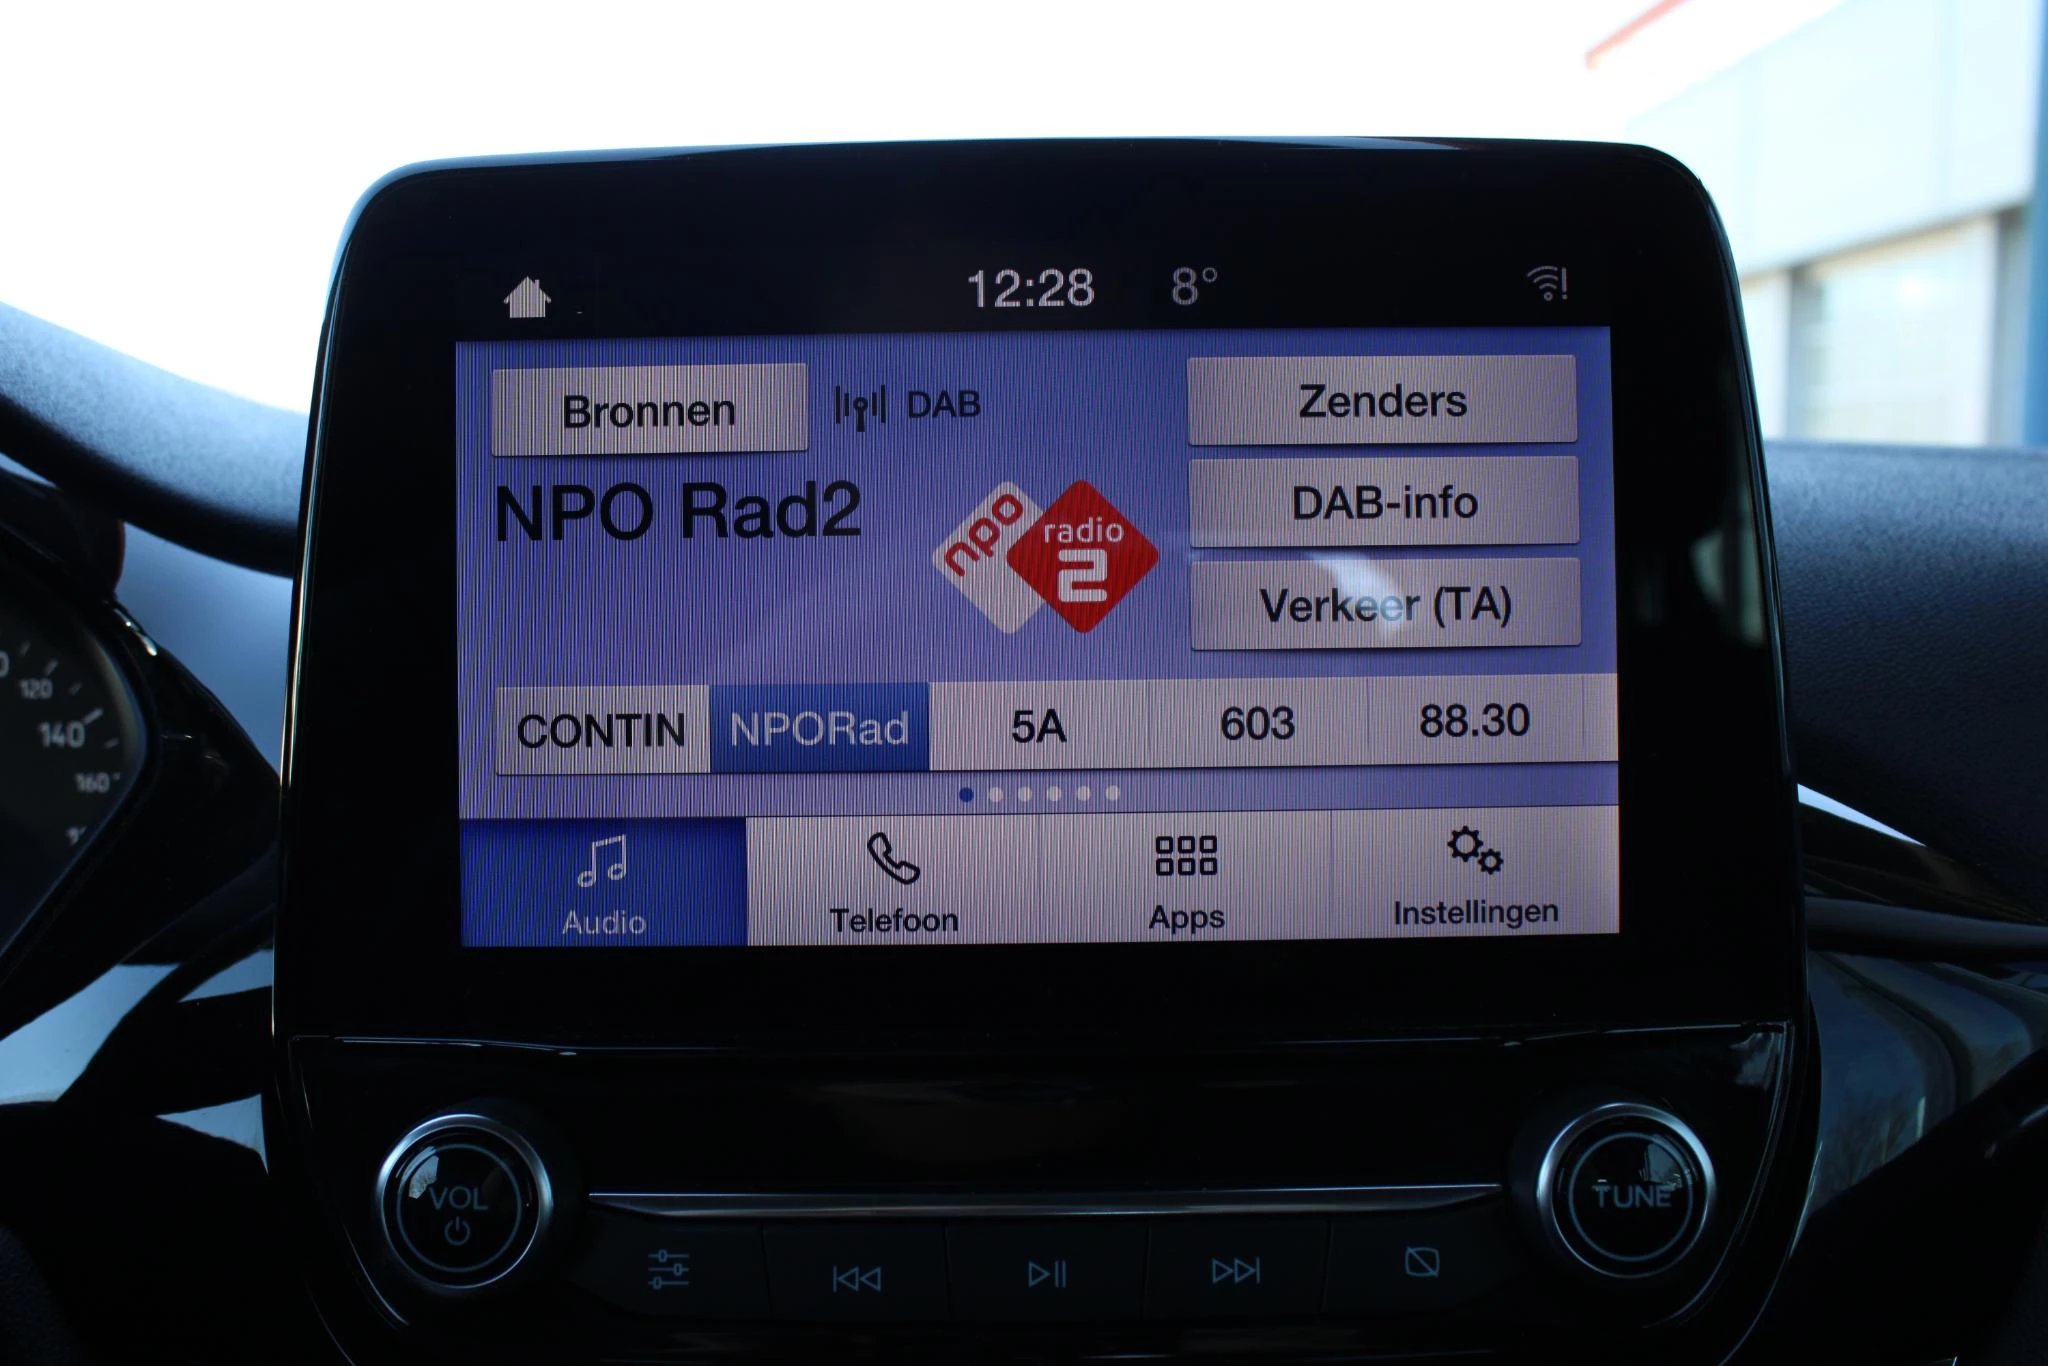 12:28 8°
Bronnen DAB Zenders
NPO Rad2
npo radio 2
DAB-info
Verkeer (TA)
CONTIN NPORad 5A 603 88.30
Audio Telefoon Apps Instellingen
120
140
160
VOL TUNE